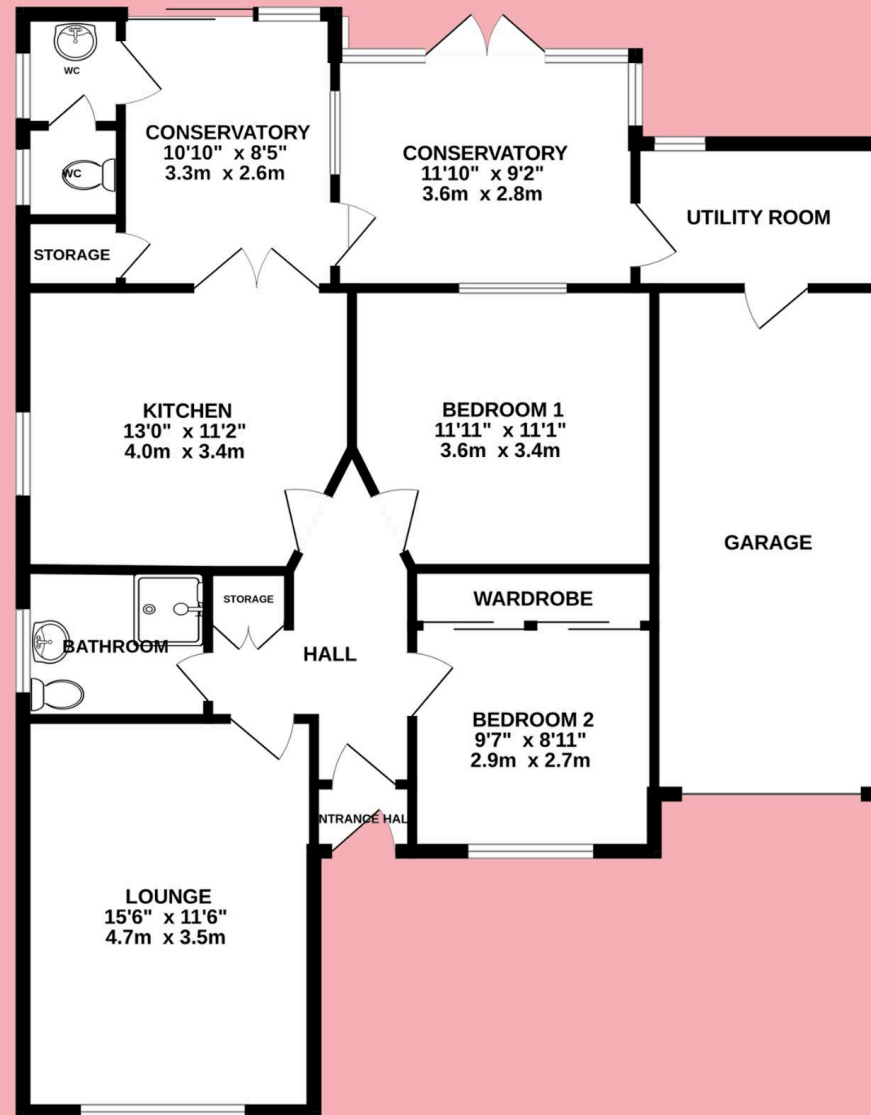 WC
CONSERVATORY
10'10" x 8'5"
3.3m x 2.6m
CONSERVATORY
11'10" x 9'2"
3.6m x 2.8m
WC
UTILITY ROOM
STORAGE
KITCHEN
13'0" x 11'2"
4.0m x 3.4m
BEDROOM 1
11'11" x 11'1"
3.6m x 3.4m
GARAGE
STORAGE
WARDROBE
BATHROOM
HALL
BEDROOM 2
9'7" x 8'11"
2.9m x 2.7m
NTRANCE HAL
LOUNGE
15'6" x 11'6"
4.7m x 3.5m